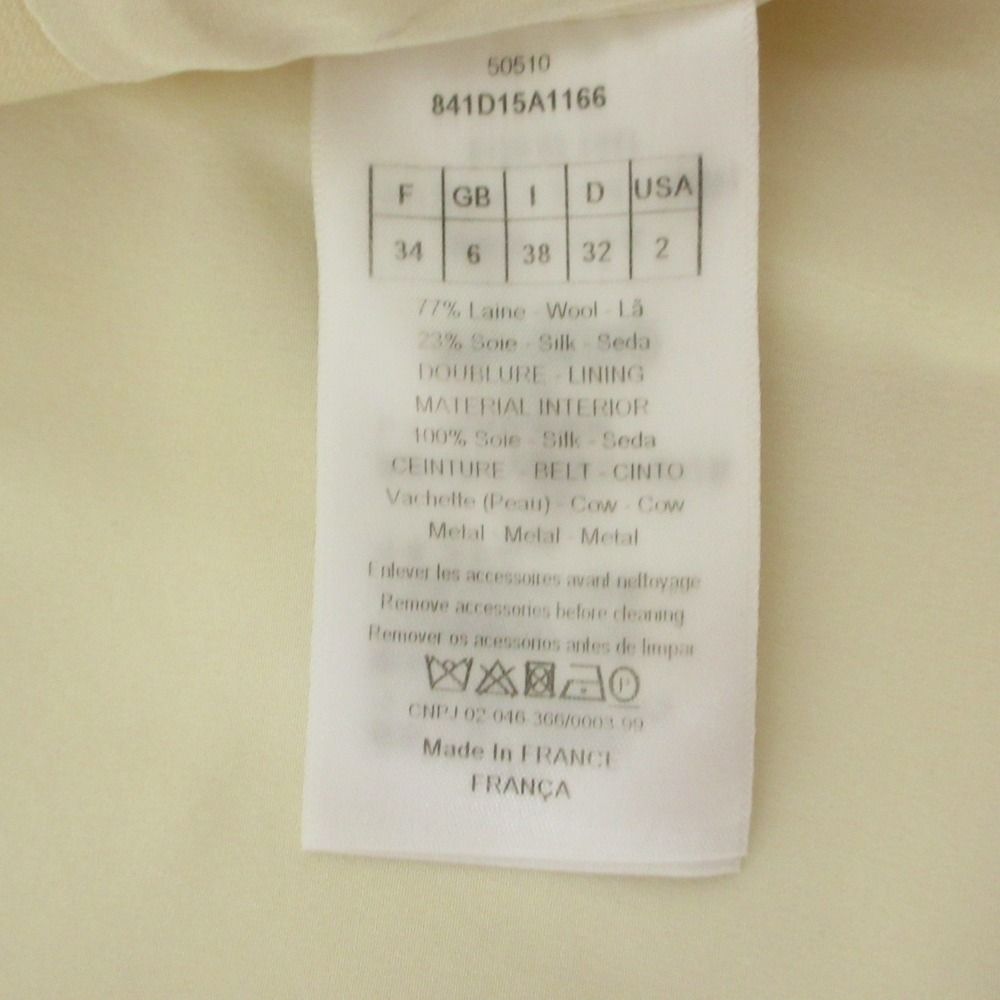 50510
841D15A1166
F GB I D USA
34 6 38 32 2
77% Laine - Wool - Lã
23% Soie - Silk - Seda
DOUBLURE - LINING
MATERIAL INTERIOR
100% Soie - Silk - Seda
CEINTURE - BELT - CINTO
Vachette (Peau) - Cow - Cow
Metal - Metal - Metal
Enlever les accessoires avant nettoyage
Remove accessories before cleaning
Remover os acessorios antes de limpar
P
CNPJ 02 046 366/0003 99
Made In FRANCE
FRANÇA